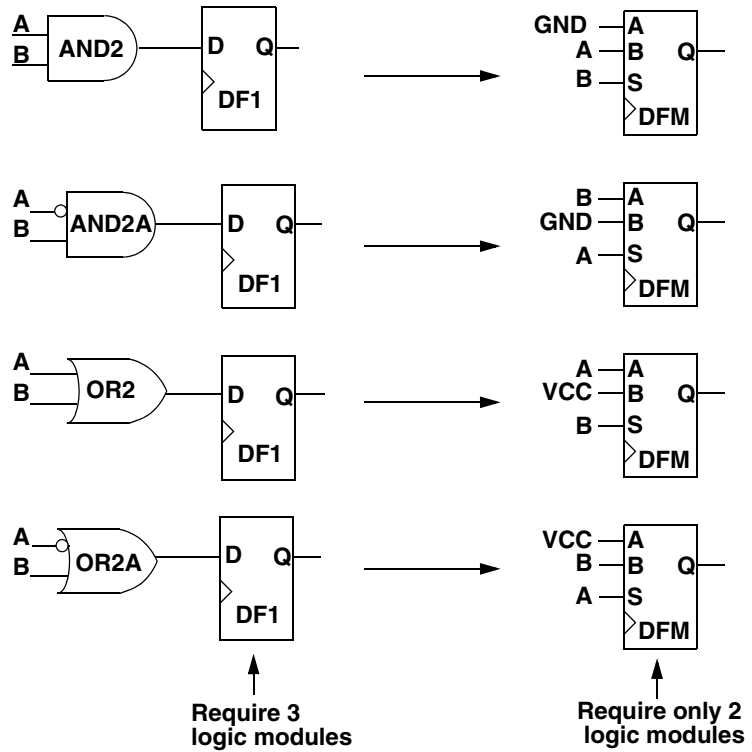 A
B
AND2
D
Q
DF1
GND
A
B
A
B
S
Q
DFM
A
B
AND2A
D
Q
DF1
B
GND
A
A
B
S
Q
DFM
A
B
OR2
D
Q
DF1
A
VCC
B
A
B
S
Q
DFM
A
B
OR2A
D
Q
DF1
VCC
B
A
A
B
S
Q
DFM
Require 3
logic modules
Require only 2
logic modules